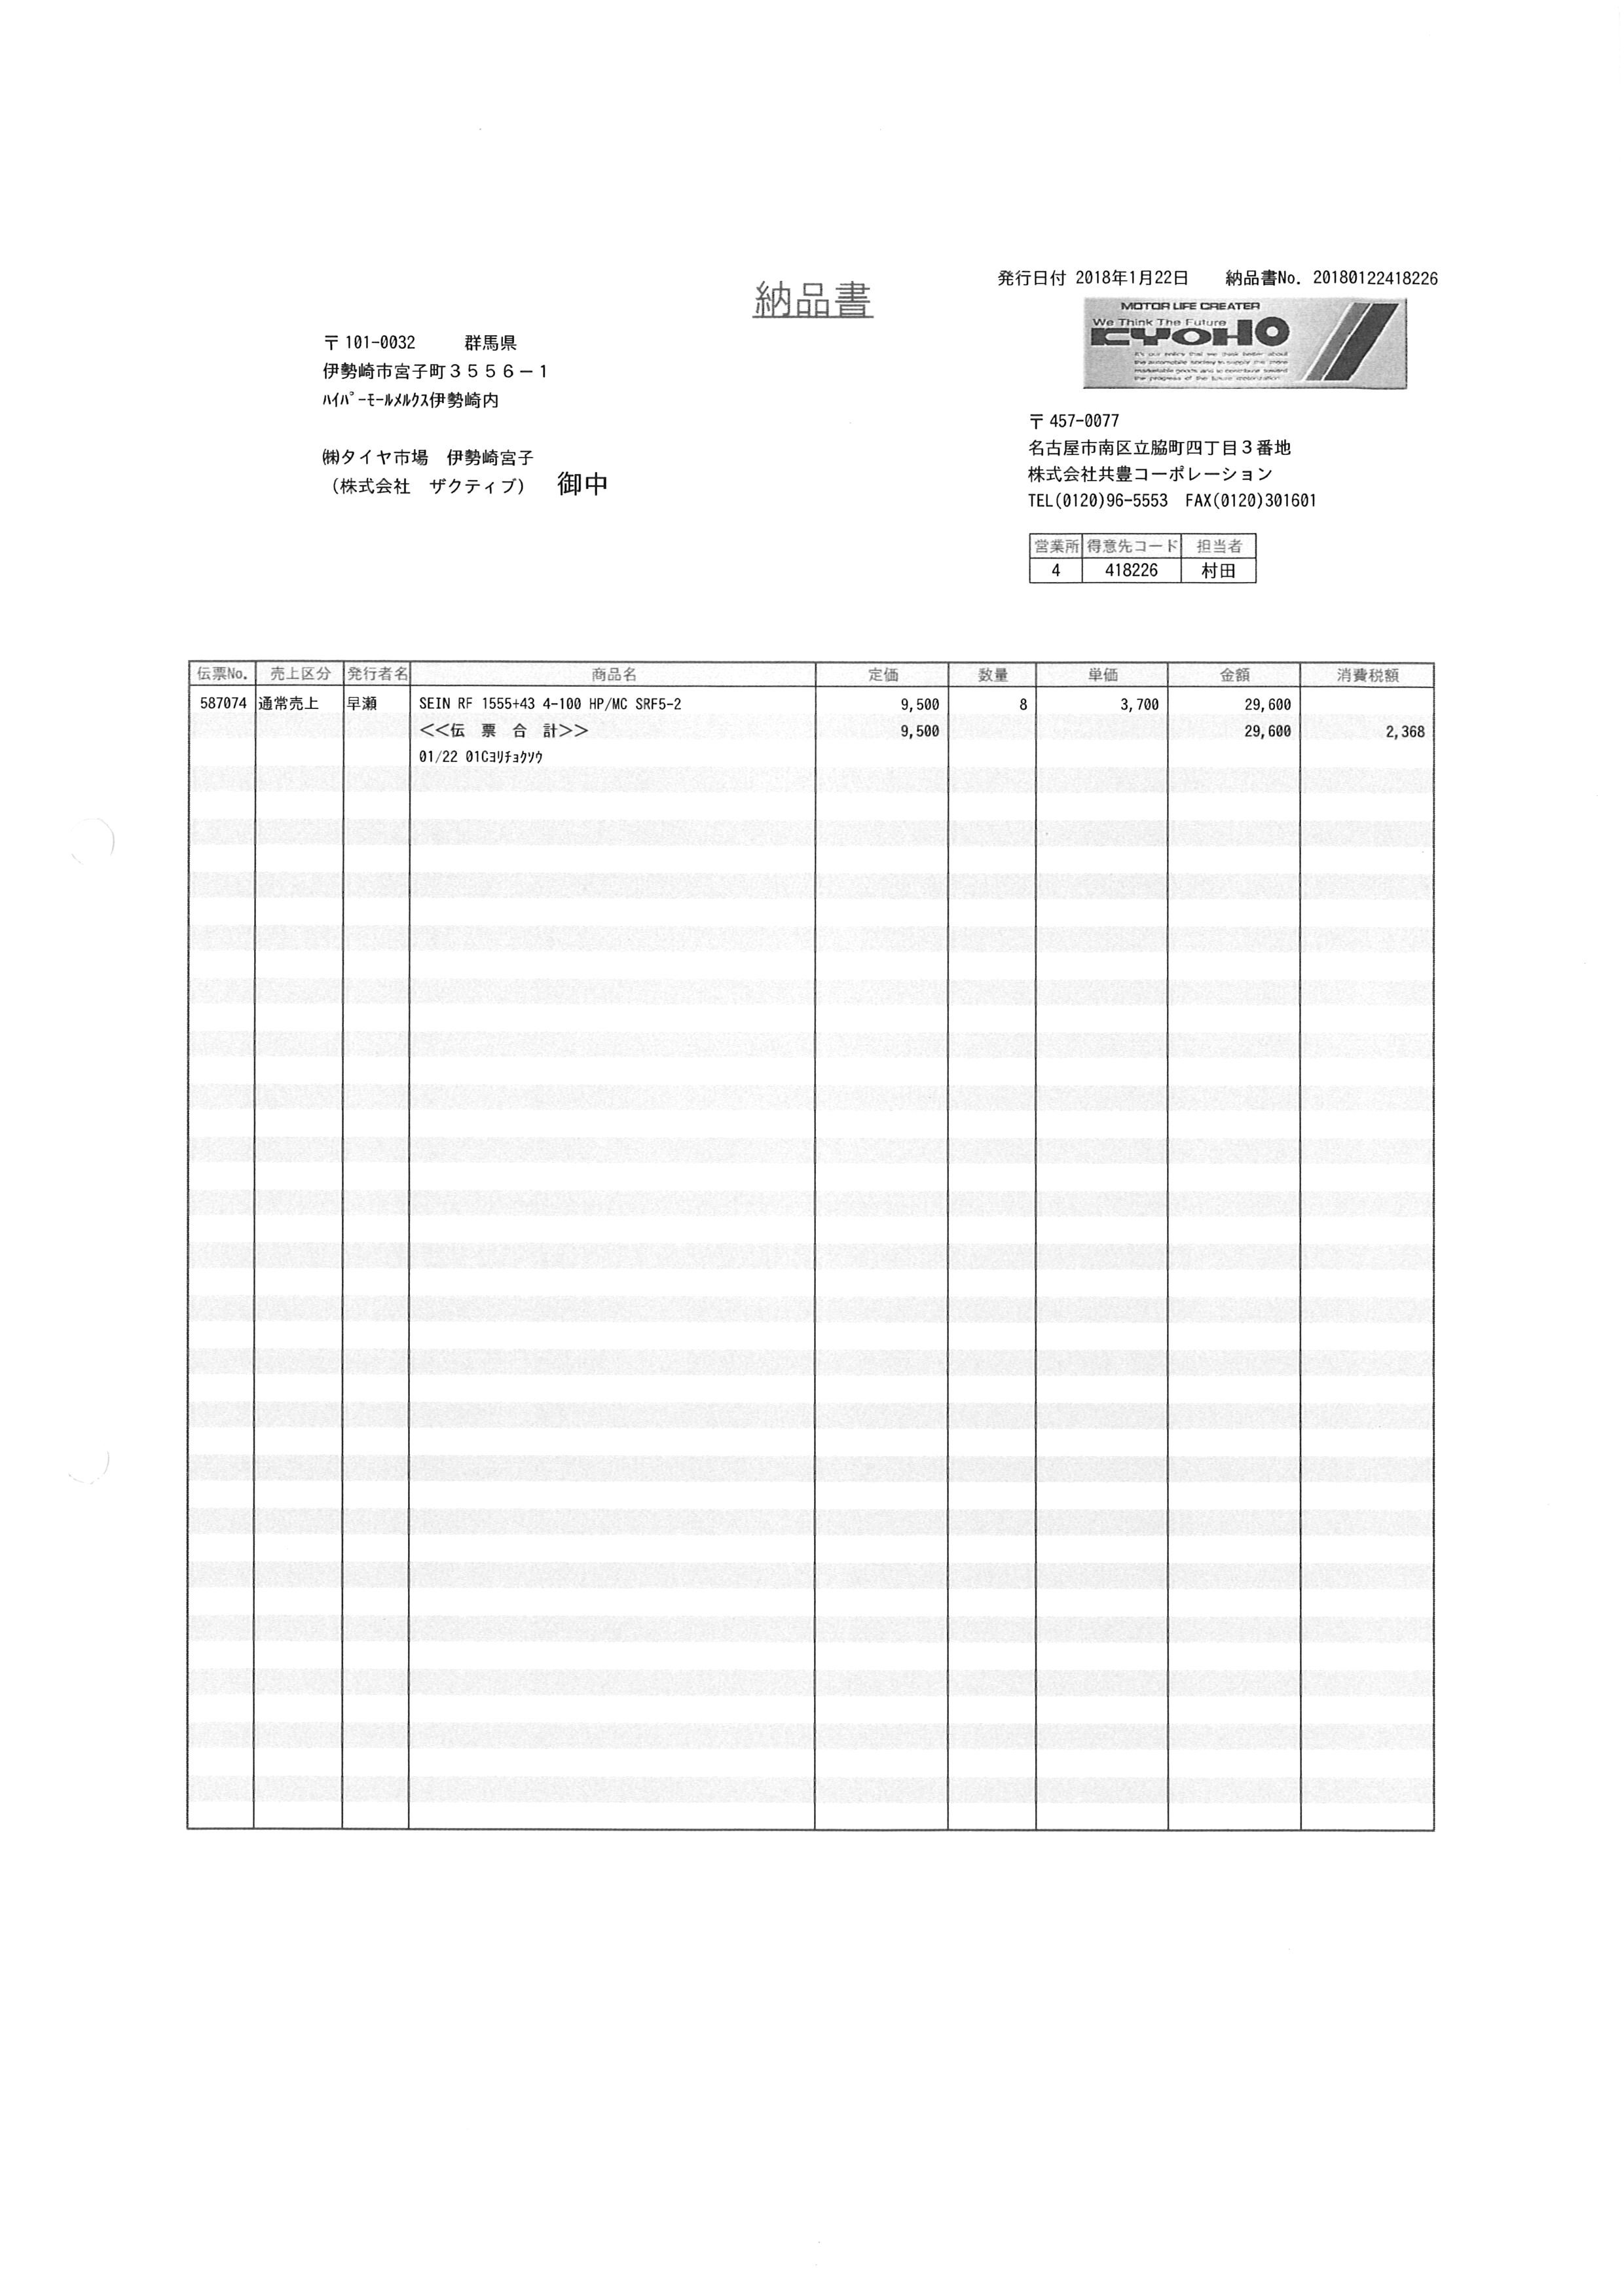 発行日付 2018年1月22日 納品書No. 20180122418226
納品書
MOTOR LIFE CREATER
We Think The Future
KYOHO
〒101-0032 群馬県
伊勢崎市宮子町３５５６－１
ﾊｲﾊﾟｰﾓｰﾙﾒﾙｸｽ伊勢崎内
㈱タイヤ市場 伊勢崎宮子
（株式会社 ザクティブ） 御中
〒457-0077
名古屋市南区立脇町四丁目３番地
株式会社共豊コーポレーション
TEL(0120)96-5553 FAX(0120)301601
営業所 得意先コード 担当者
4 418226 村田
伝票No. 売上区分 発行者名 商品名 定価 数量 単価 金額 消費税額
587074 通常売上 早瀬 SEIN RF 1555+43 4-100 HP/MC SRF5-2 9,500 8 3,700 29,600
<<伝 票 合 計>> 9,500 29,600 2,368
01/22 01Cﾖﾘﾁｮｸｿｳ